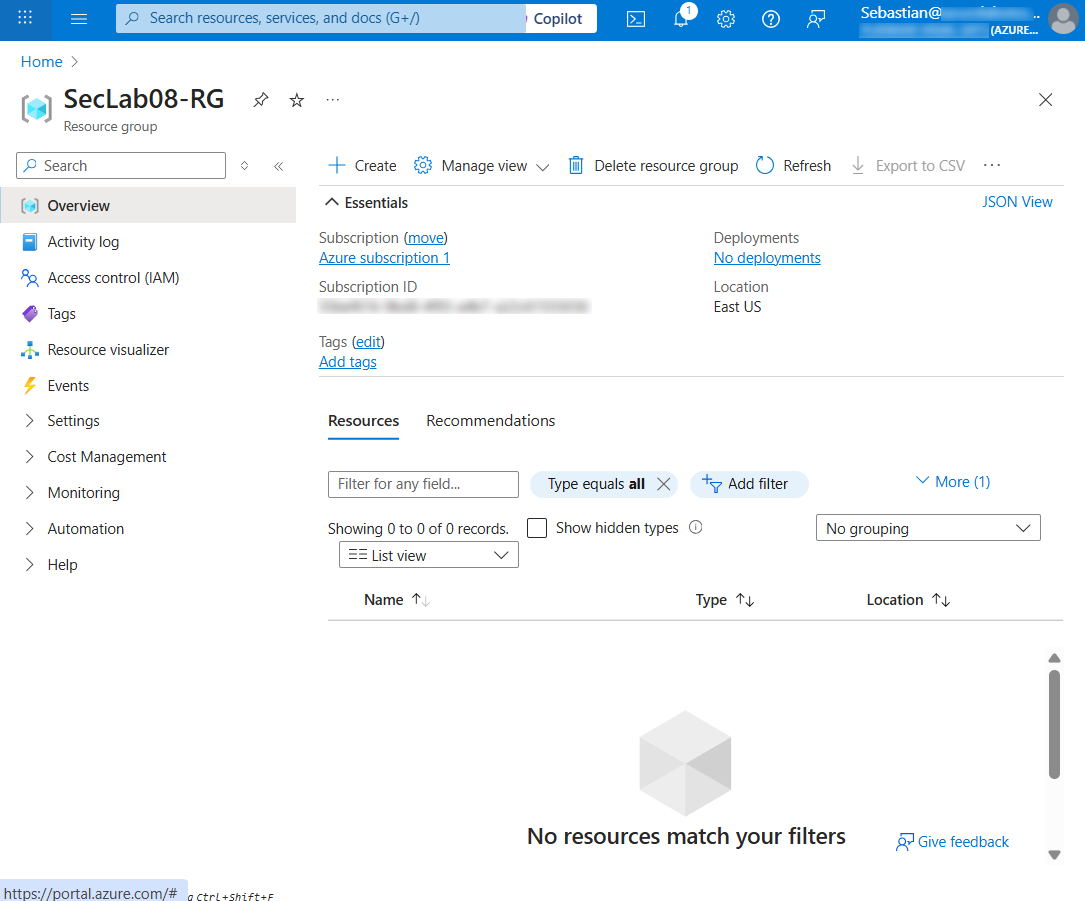 Search resources, services, and docs (G+/)
Copilot
1
Sebastian@
(AZURE...
Home
SecLab08-RG
Resource group
Search
Create
Manage view
Delete resource group
Refresh
Export to CSV
Overview
Activity log
Access control (IAM)
Tags
Resource visualizer
Events
Settings
Cost Management
Monitoring
Automation
Help
Essentials
JSON View
Subscription (move)
Azure subscription 1
Subscription ID
Tags (edit)
Add tags
Deployments
No deployments
Location
East US
Resources
Recommendations
Filter for any field...
Type equals all
Add filter
More (1)
Showing 0 to 0 of 0 records.
Show hidden types
No grouping
List view
Name
Type
Location
No resources match your filters
Give feedback
https://portal.azure.com/#
Ctrl+Shift+F